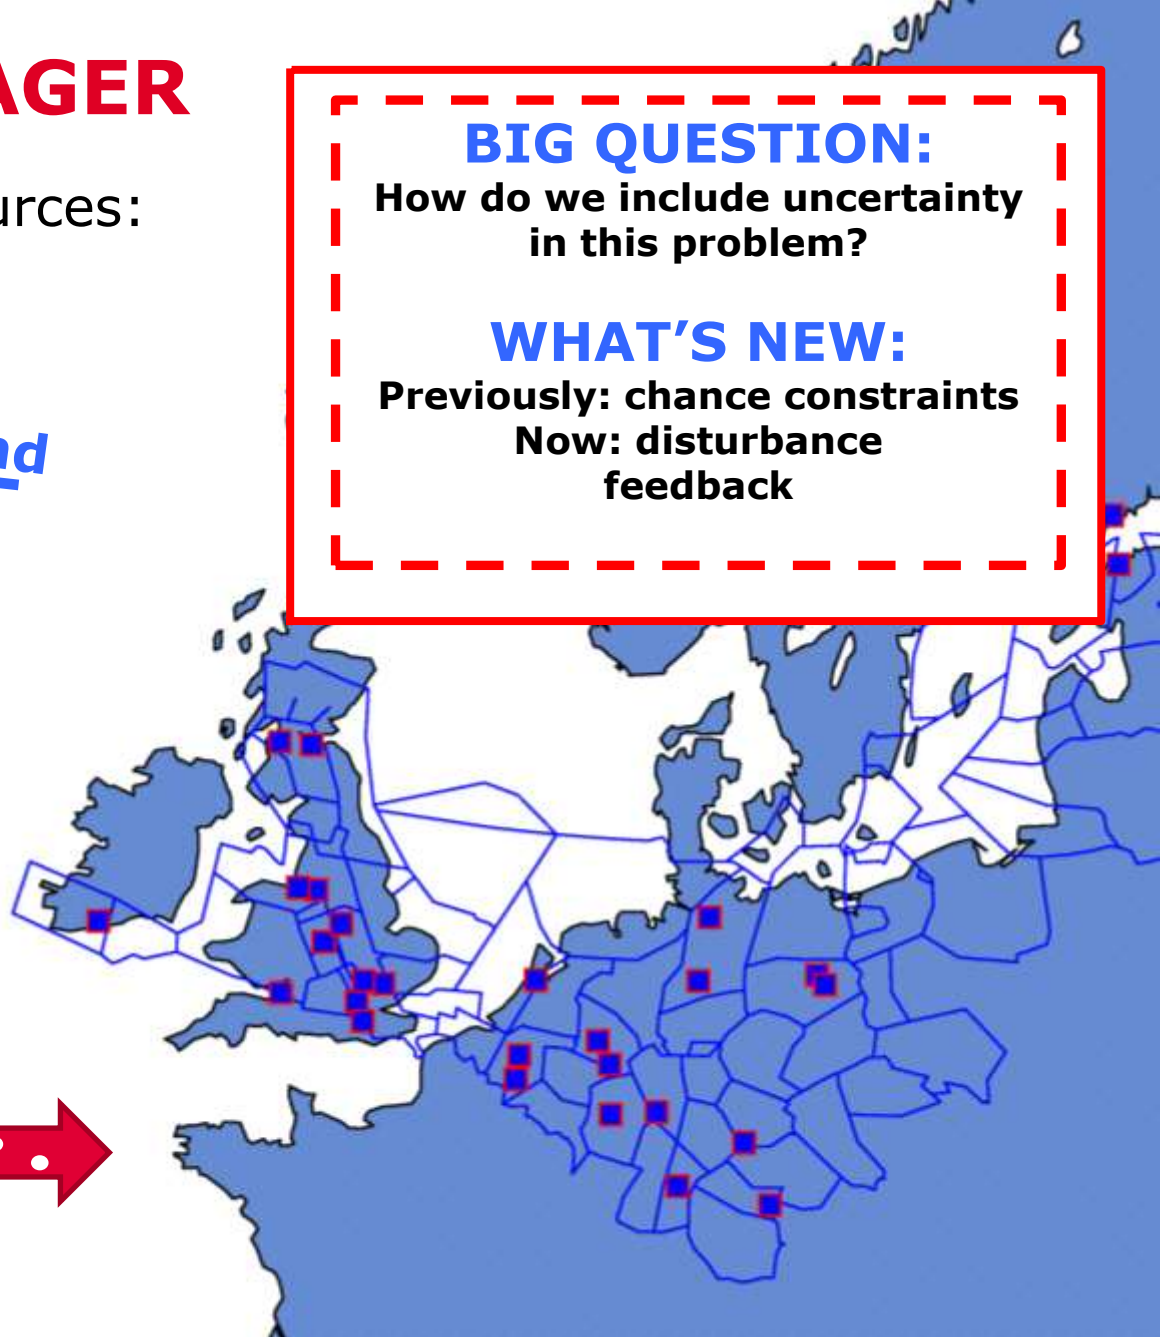 AGER
urces:
nd
BIG QUESTION:
How do we include uncertainty
in this problem?
WHAT’S NEW:
Previously: chance constraints
Now: disturbance
feedback